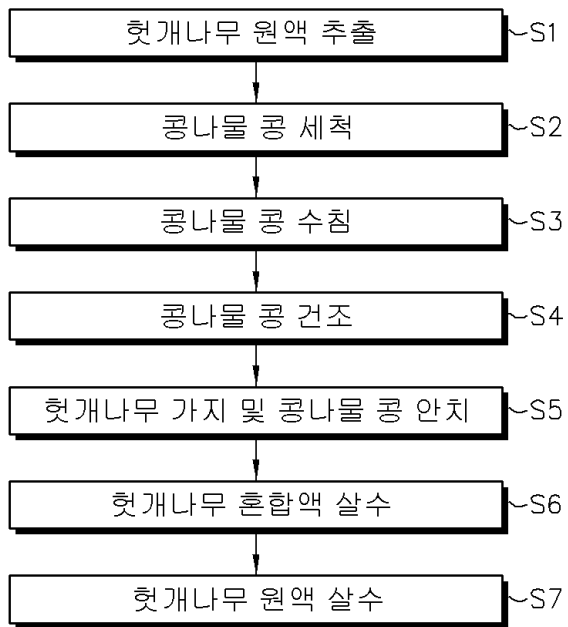 헛개나무 원액 추출 S1
콩나물 콩 세척 S2
콩나물 콩 수침 S3
콩나물 콩 건조 S4
헛개나무 가지 및 콩나물 콩 안치 S5
헛개나무 혼합액 살수 S6
헛개나무 원액 살수 S7